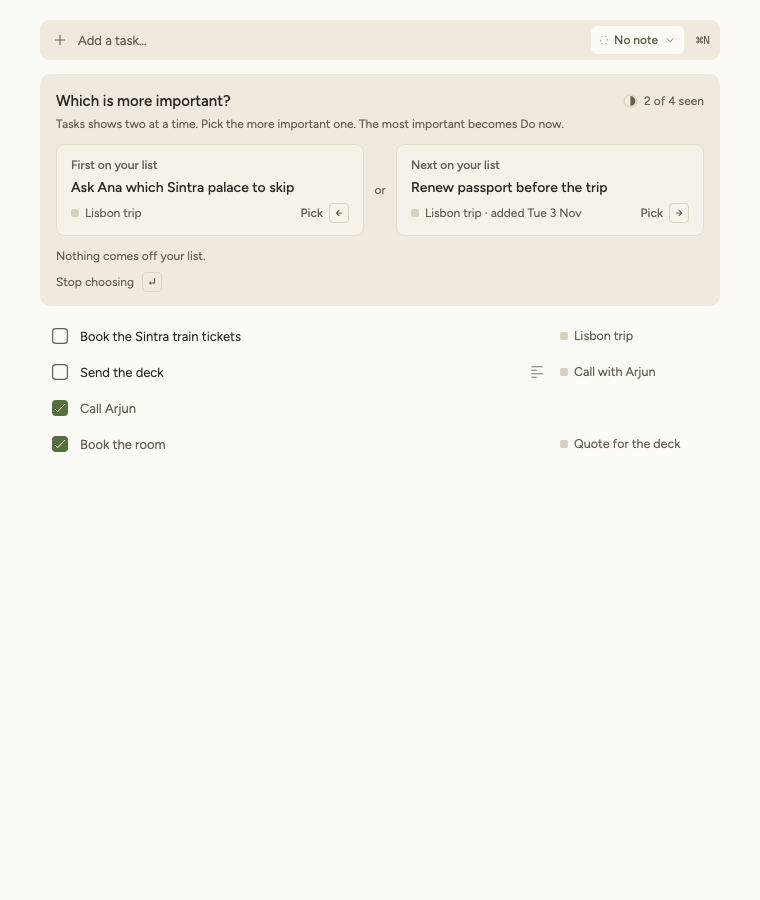 Add a task...
No note
⌘N
Which is more important?
2 of 4 seen
Tasks shows two at a time. Pick the more important one. The most important becomes Do now.
First on your list
Ask Ana which Sintra palace to skip
Lisbon trip
Pick ←
or
Next on your list
Renew passport before the trip
Lisbon trip · added Tue 3 Nov
Pick →
Nothing comes off your list.
Stop choosing ↵
Book the Sintra train tickets
Lisbon trip
Send the deck
Call with Arjun
Call Arjun
Book the room
Quote for the deck